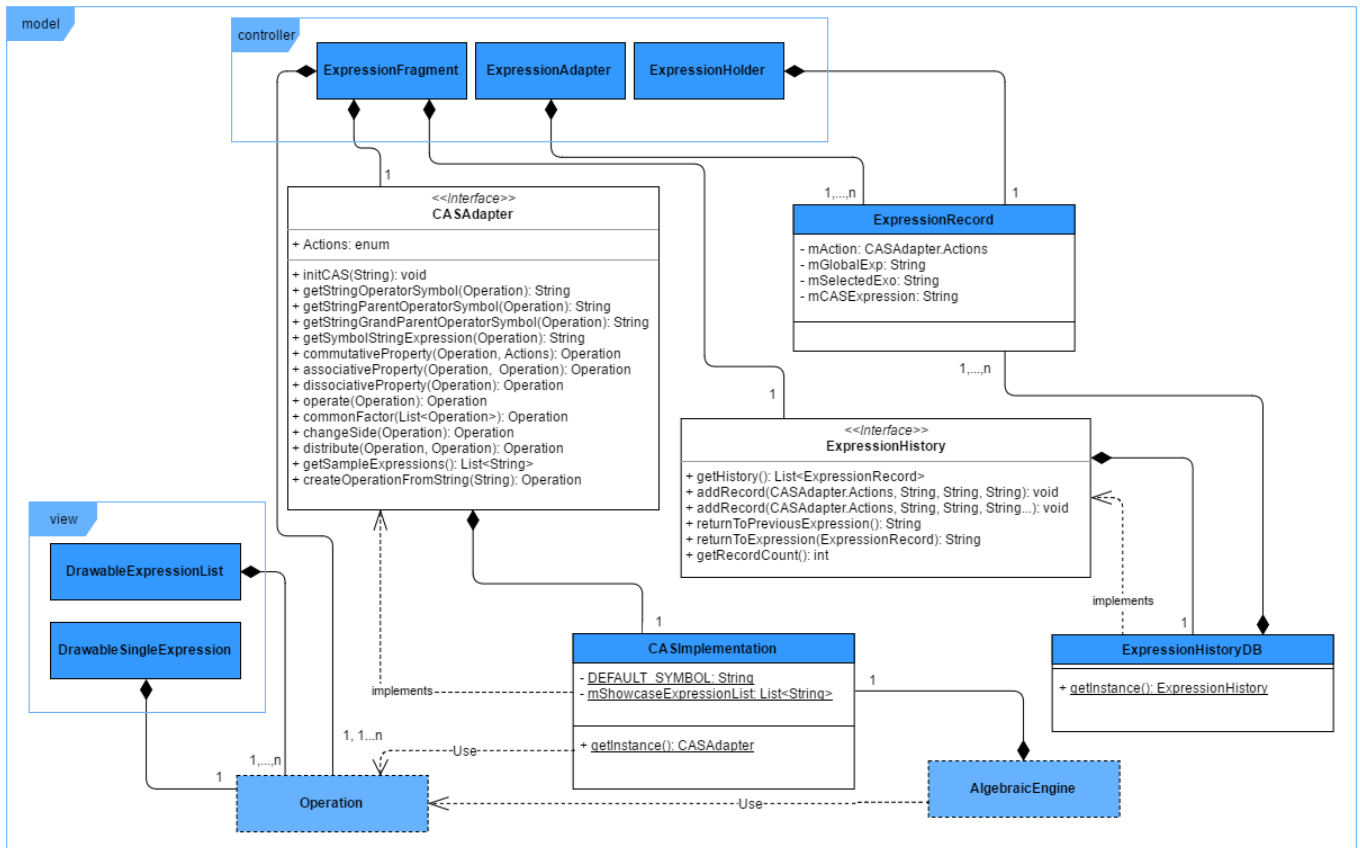 model
controller
ExpressionFragment
ExpressionAdapter
ExpressionHolder
1
1,...,n
1
<<Interface>>
CASAdapter
+ Actions: enum
+ initCAS(String): void
+ getStringOperatorSymbol(Operation): String
+ getStringParentOperatorSymbol(Operation): String
+ getStringGrandParentOperatorSymbol(Operation): String
+ getSymbolStringExpression(Operation): String
+ commutativeProperty(Operation, Actions): Operation
+ associativeProperty(Operation, Operation): Operation
+ dissociativeProperty(Operation): Operation
+ operate(Operation): Operation
+ commonFactor(List<Operation>): Operation
+ changeSide(Operation): Operation
+ distribute(Operation, Operation): Operation
+ getSampleExpressions(): List<String>
+ createOperationFromString(String): Operation
ExpressionRecord
- mAction: CASAdapter.Actions
- mGlobalExp: String
- mSelectedExo: String
- mCASExpression: String
1,...,n
1
<<Interface>>
ExpressionHistory
+ getHistory(): List<ExpressionRecord>
+ addRecord(CASAdapter.Actions, String, String, String): void
+ addRecord(CASAdapter.Actions, String, String, String...): void
+ returnToPreviousExpression(): String
+ returnToExpression(ExpressionRecord): String
+ getRecordCount(): int
view
DrawableExpressionList
DrawableSingleExpression
implements
1
1
CASImplementation
- DEFAULT_SYMBOL: String
- mShowcaseExpressionList: List<String>
+ getInstance(): CASAdapter
implements
ExpressionHistoryDB
+ getInstance(): ExpressionHistory
1
1, 1...n
Use
1,...,n
1
Operation
Use
AlgebraicEngine